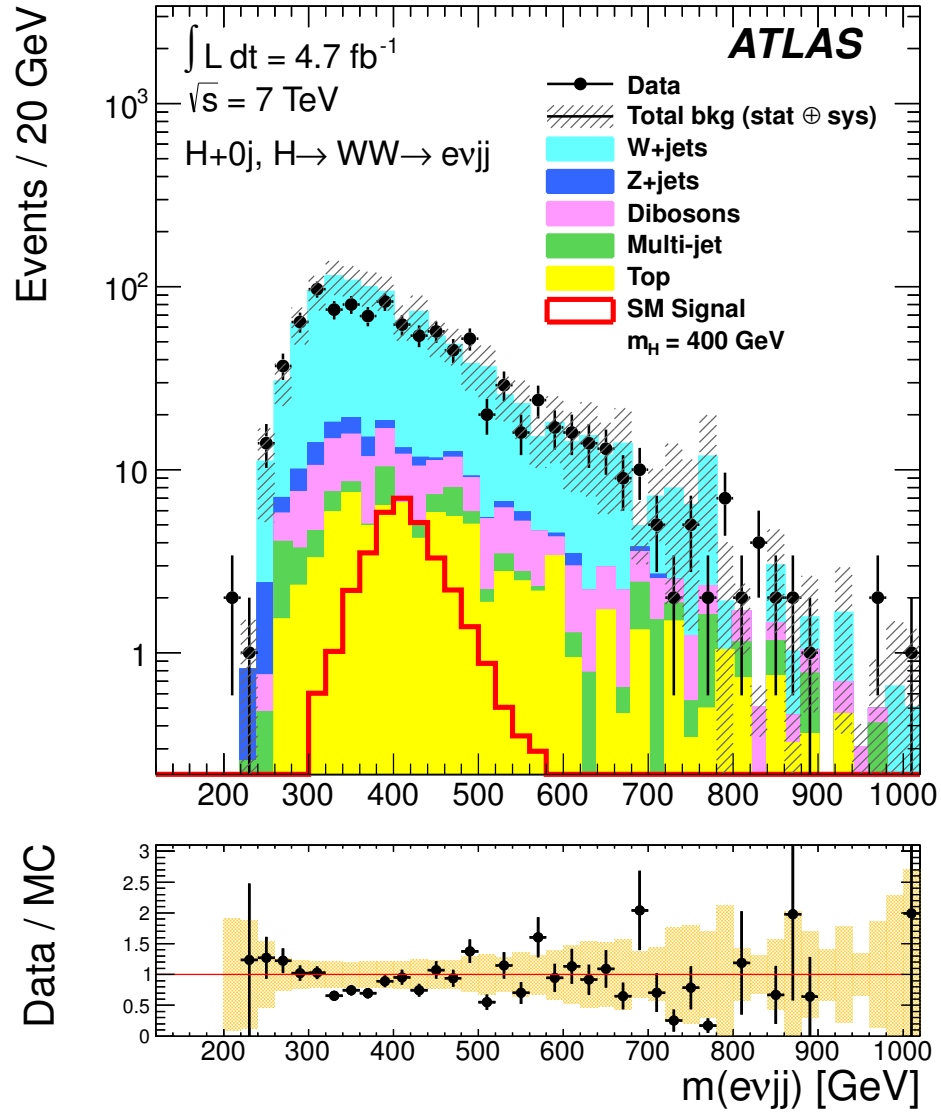 Events / 20 GeV
10³
10²
10
1
∫ L dt = 4.7 fb⁻¹
√s = 7 TeV
H+0j, H→ WW→ eνjj
ATLAS
Data
Total bkg (stat ⊕ sys)
W+jets
Z+jets
Dibosons
Multi-jet
Top
SM Signal
m_H = 400 GeV
200 300 400 500 600 700 800 900 1000
Data / MC
3
2.5
2
1.5
1
0.5
0
200 300 400 500 600 700 800 900 1000
m(eνjj) [GeV]